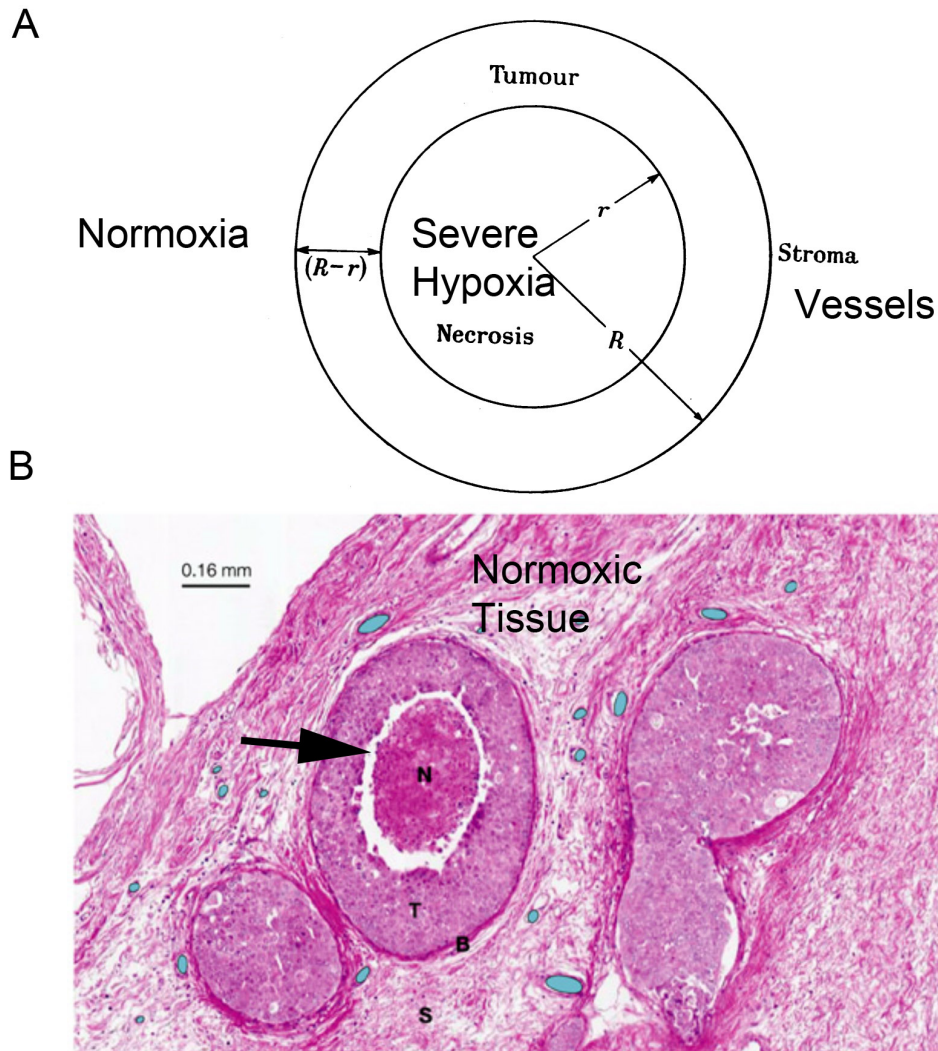 A
Tumour
Normoxia
(R-r)
Severe
Hypoxia
r
Necrosis
R
Stroma
Vessels
B
0.16 mm
Normoxic
Tissue
N
T
B
S